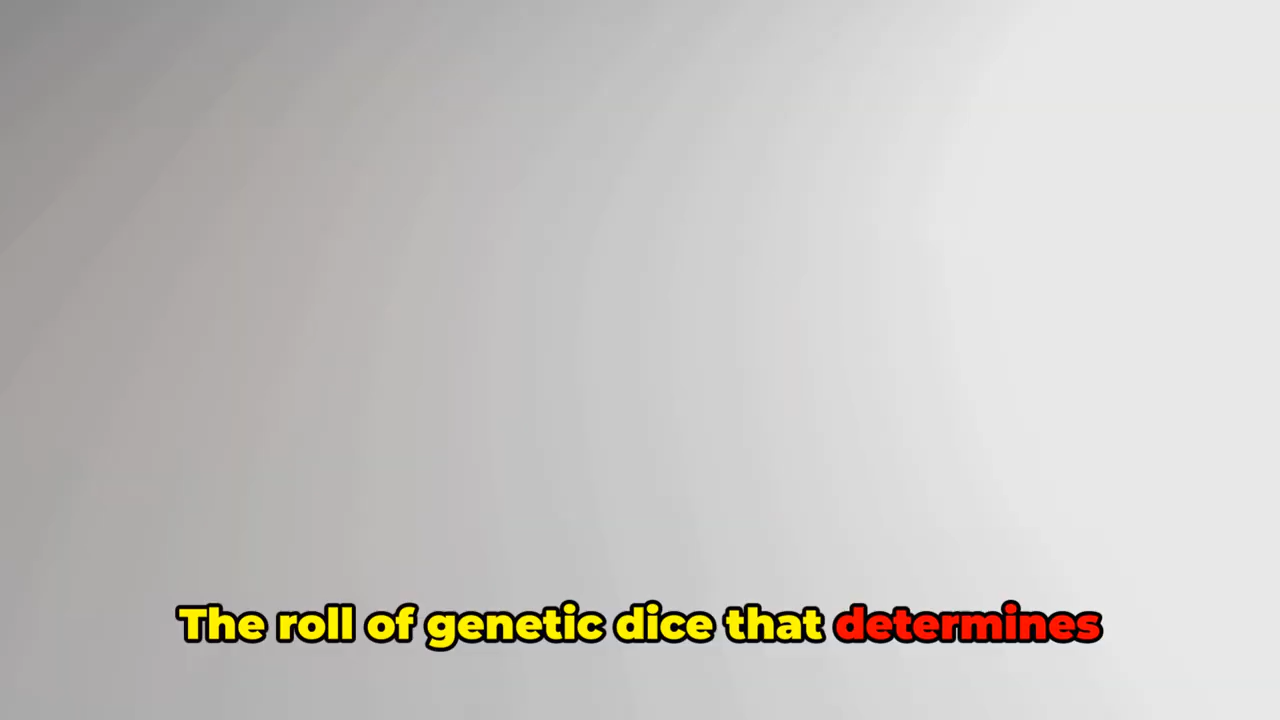 The roll of genetic dice that determines